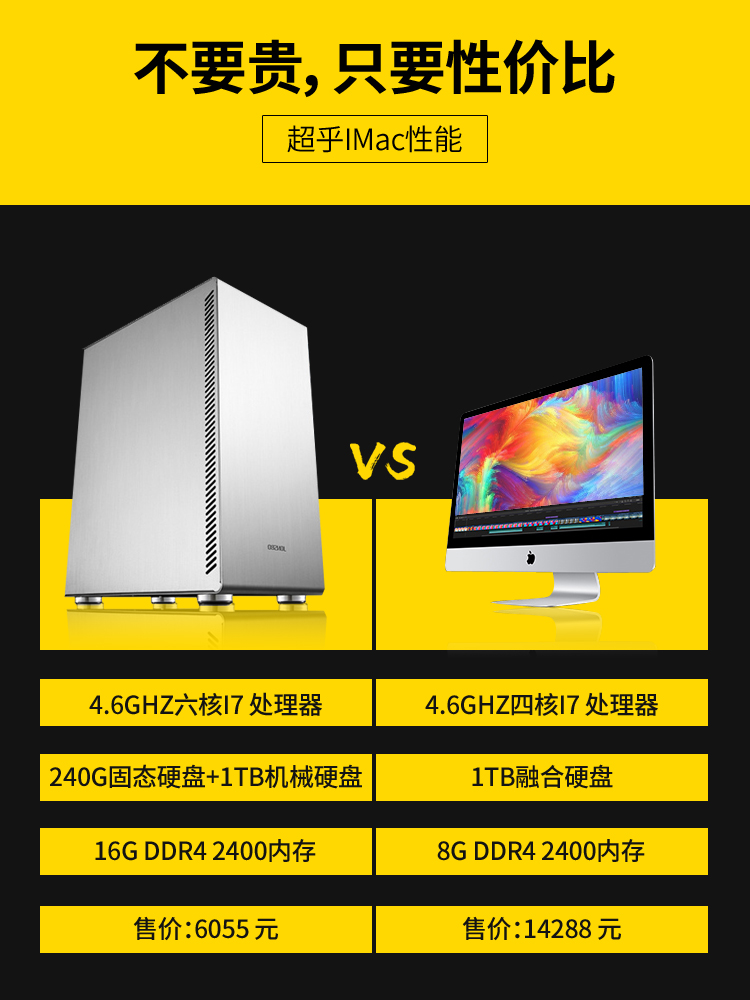 不要贵，只要性价比
超乎IMac性能
VS
4.6GHZ六核I7 处理器
4.6GHZ四核I7 处理器
240G固态硬盘+1TB机械硬盘
1TB融合硬盘
16G DDR4 2400内存
8G DDR4 2400内存
售价:6055 元
售价:14288 元